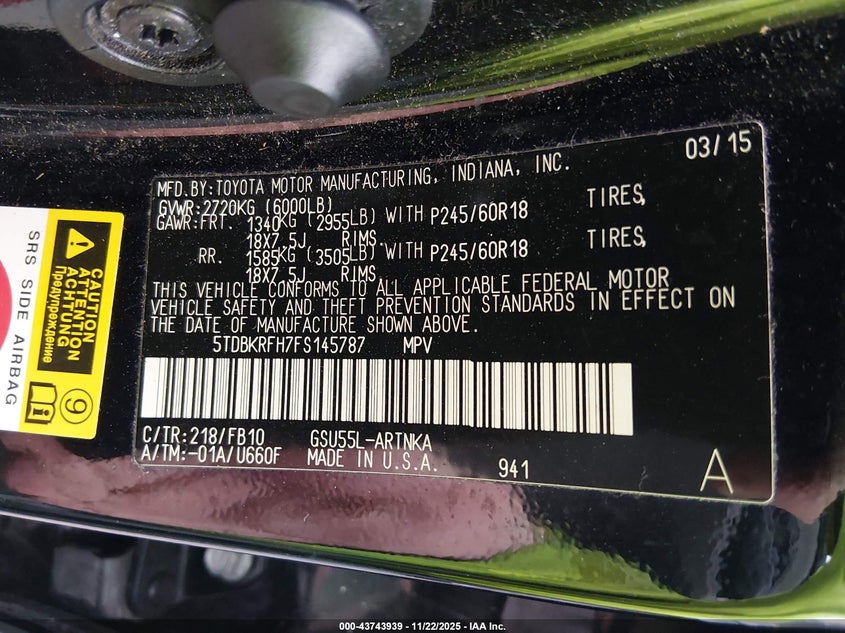 03/15
MFD.BY:TOYOTA MOTOR MANUFACTURING, INDIANA, INC.
GVWR:2720KG (6000LB)
GAWR:FRT. 1340KG (2955LB) WITH P245/60R18 TIRES,
18X7.5J RIMS,
RR. 1585KG (3505LB) WITH P245/60R18 TIRES,
18X7.5J RIMS,
THIS VEHICLE CONFORMS TO ALL APPLICABLE FEDERAL MOTOR
VEHICLE SAFETY AND THEFT PREVENTION STANDARDS IN EFFECT ON
THE DATE OF MANUFACTURE SHOWN ABOVE.
5TDBKRFH7FS145787 MPV
C/TR:218/FB10 GSU55L-ARTNKA
A/TM:-01A/U660F MADE IN U.S.A.
941 A
SRS SIDE AIRBAG
CAUTION
ATTENTION
ACHTUNG
Предупреждение
9
000-43743939 - 11/22/2025 - IAA Inc.